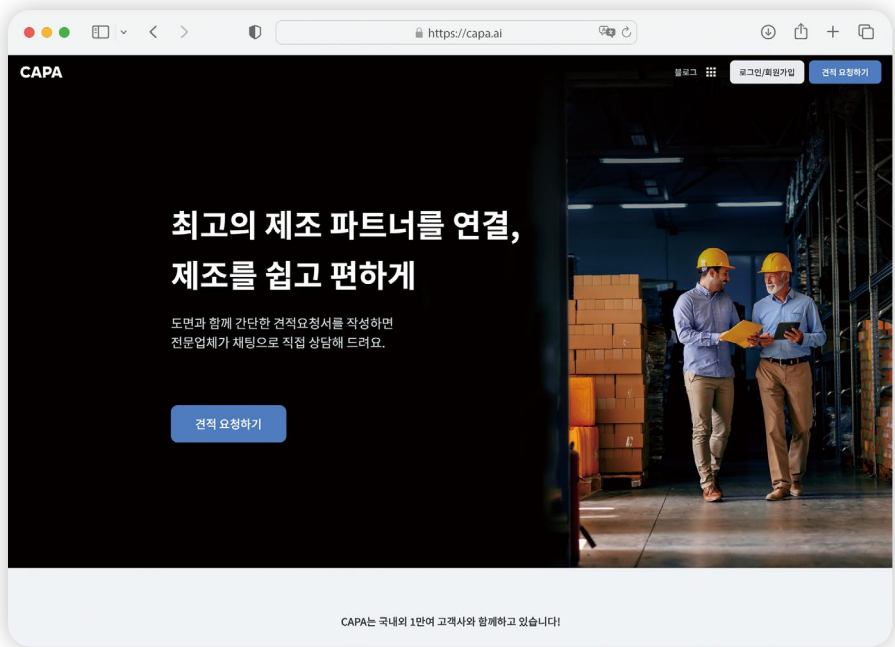 https://capa.ai
CAPA
블로그
로그인/회원가입
견적 요청하기
최고의 제조 파트너를 연결,
제조를 쉽고 편하게
도면과 함께 간단한 견적요청서를 작성하면
전문업체가 채팅으로 직접 상담해 드려요.
견적 요청하기
CAPA는 국내외 1만여 고객사와 함께하고 있습니다!